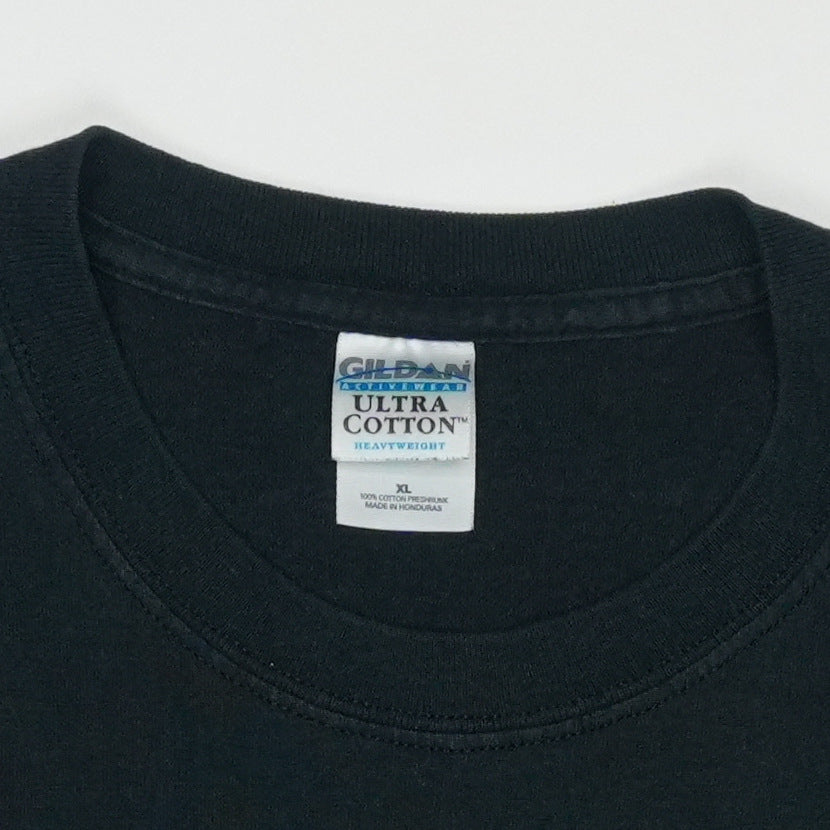 GILDAN
ACTIVEWEAR
ULTRA
COTTON™
HEAVYWEIGHT
XL
100% COTTON PRESHRUNK
MADE IN HONDURAS